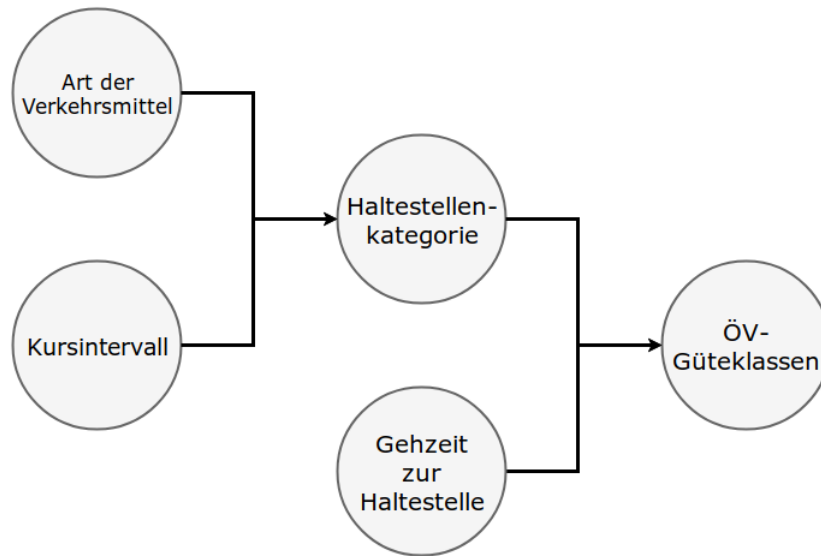 Art der
Verkehrsmittel
Haltestellen-
kategorie
Kursintervall
ÖV-
Güteklassen
Gehzeit
zur
Haltestelle